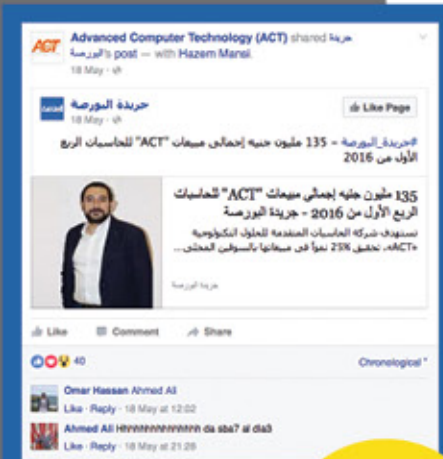 ACT
Advanced Computer Technology (ACT) shared جريدة
البورصة's post — with Hazem Mansi.
18 May
جريدة البورصة
18 May
Like Page
#جريدة_البورصة - 135 مليون جنيه إجمالى مبيعات "ACT" للحاسبات الربع
الأول من 2016
135 مليون جنيه إجمالى مبيعات "ACT" للحاسبات
الربع الأول من 2016 - جريدة البورصة
تستهدف شركة الحاسبات المتقدمة للحلول التكنولوجية
«ACT»، تحقيق 25% نمواً فى مبيعاتها بالسوقين المحلى...
جريدة البورصة
Like Comment Share
40 Chronological
Omar Hassan Ahmed Ali
Like · Reply · 18 May at 12:02
Ahmed Ali Hhhhhhhhhhhhhh da sba7 al dia3
Like · Reply · 18 May at 21:28